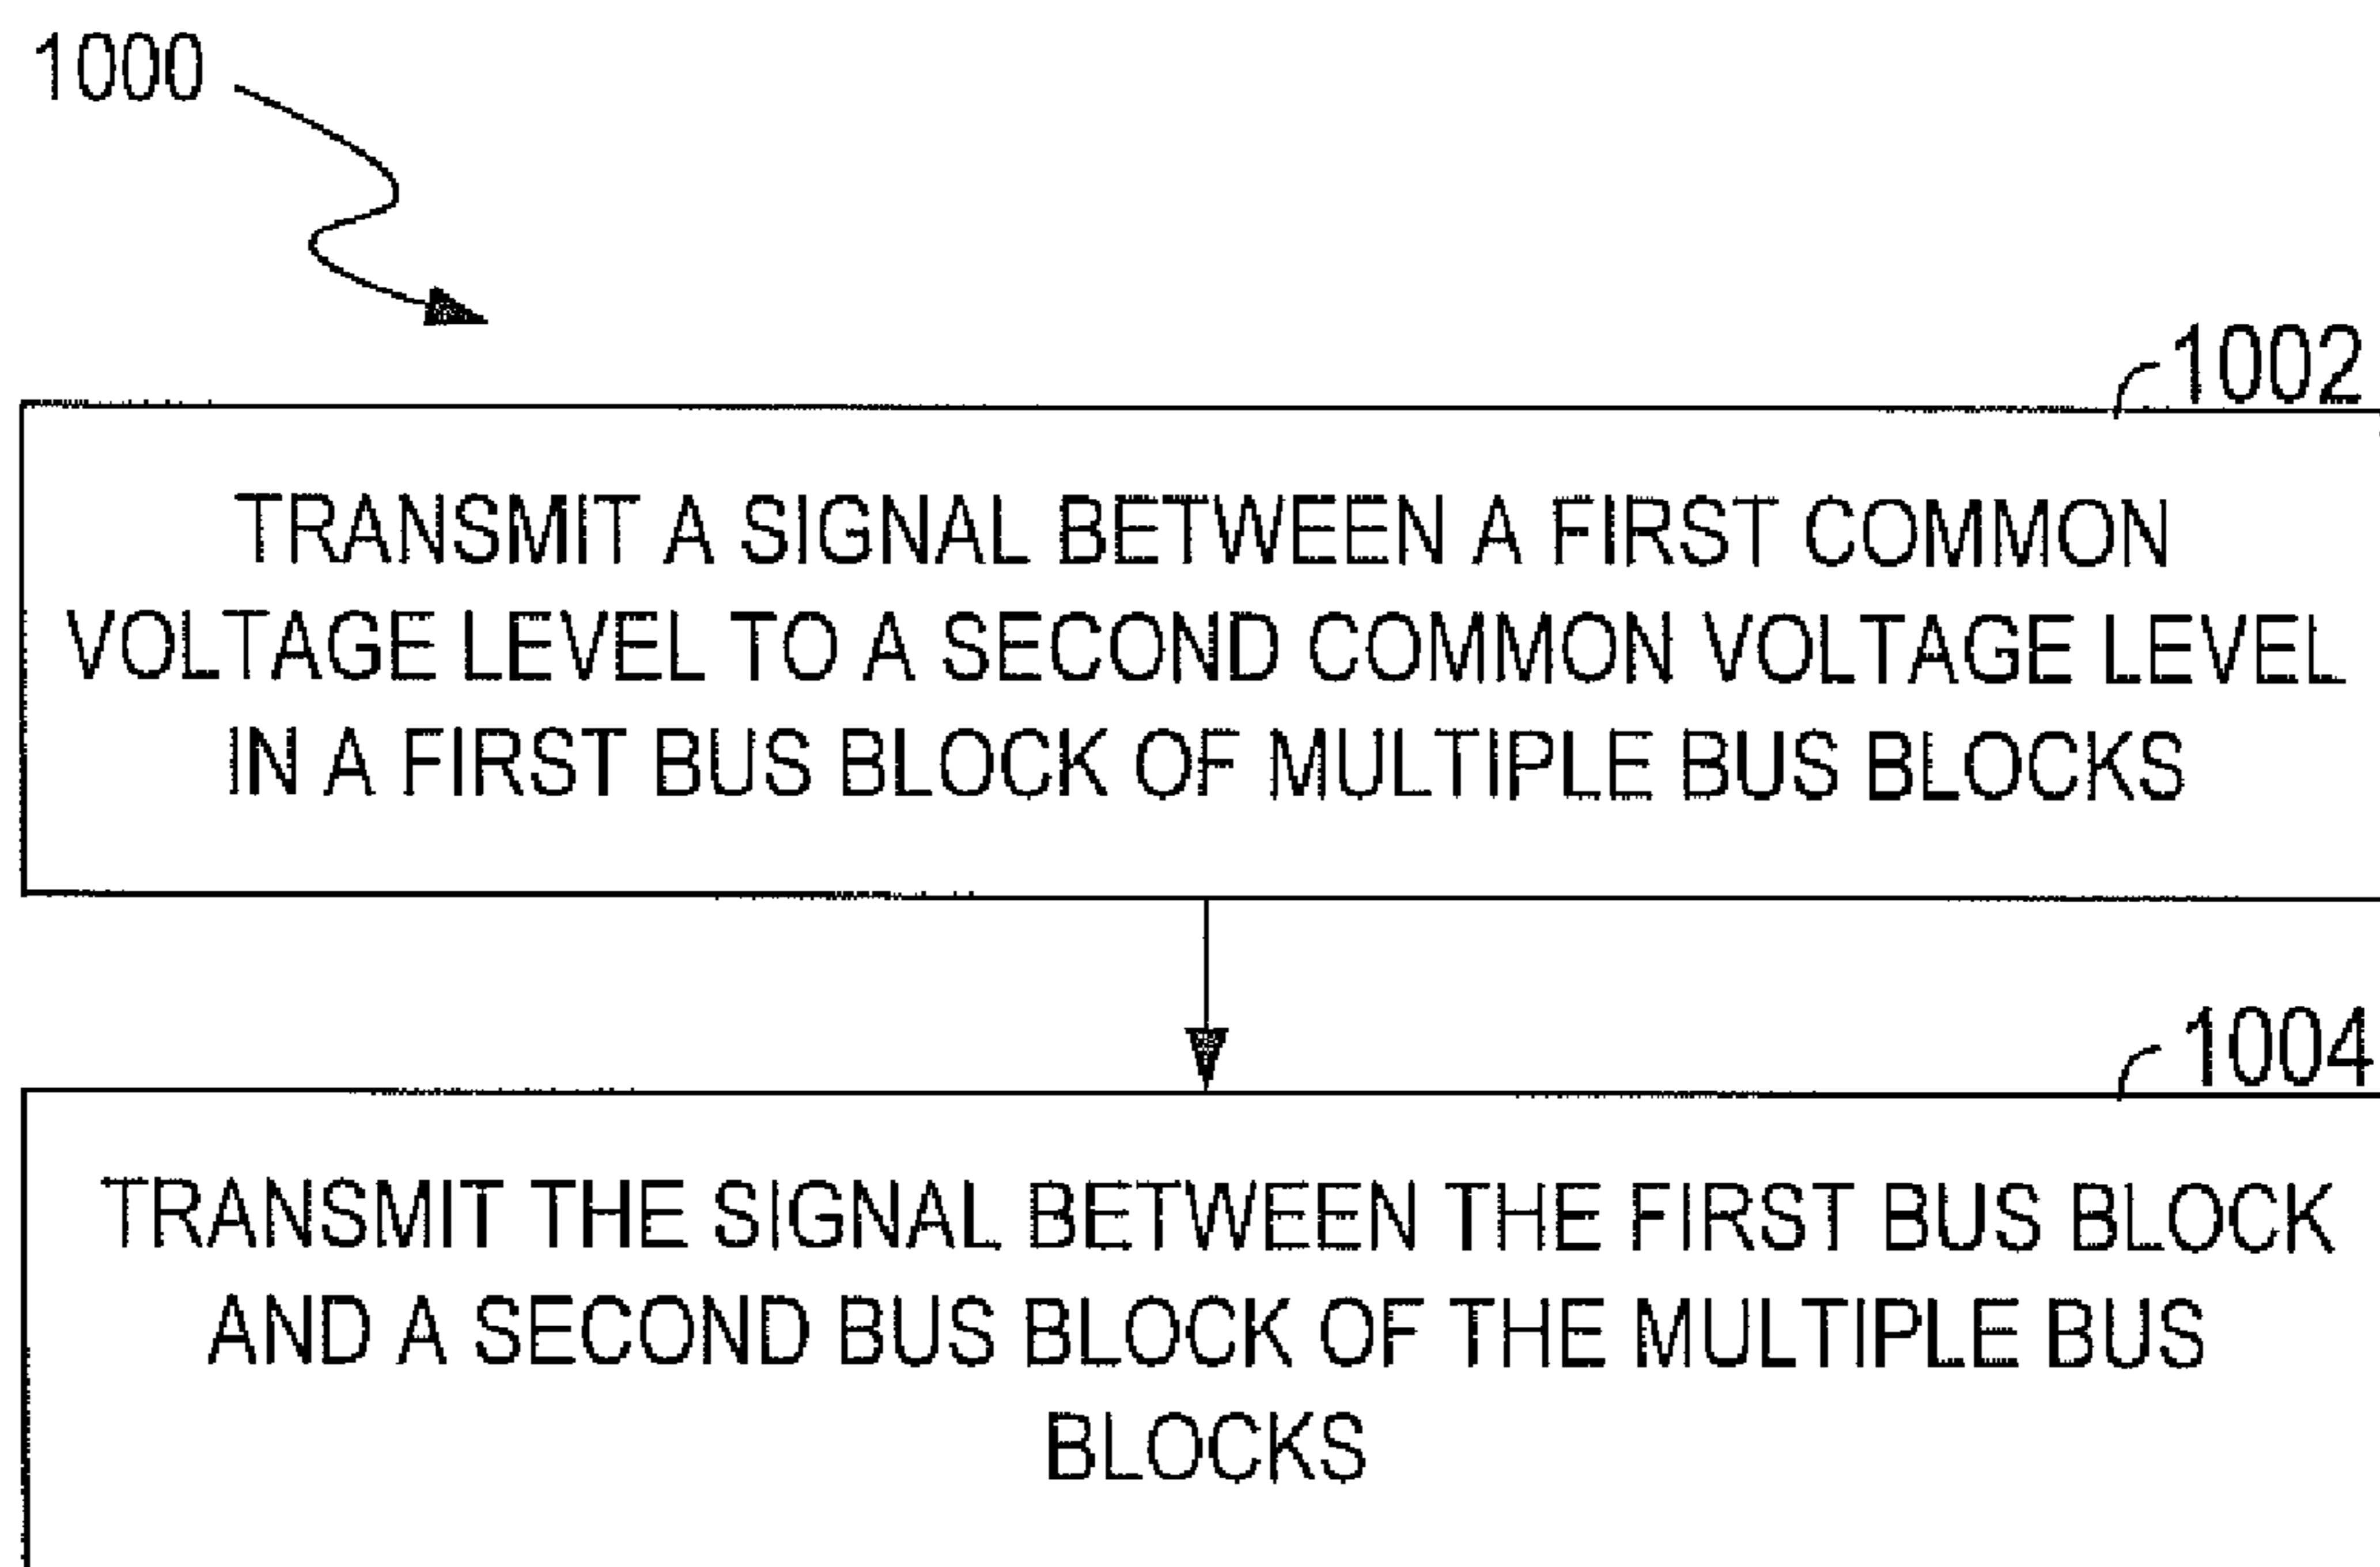 1000
1002
TRANSMIT A SIGNAL BETWEEN A FIRST COMMON
VOLTAGE LEVEL TO A SECOND COMMON VOLTAGE LEVEL
IN A FIRST BUS BLOCK OF MULTIPLE BUS BLOCKS
1004
TRANSMIT THE SIGNAL BETWEEN THE FIRST BUS BLOCK
AND A SECOND BUS BLOCK OF THE MULTIPLE BUS
BLOCKS